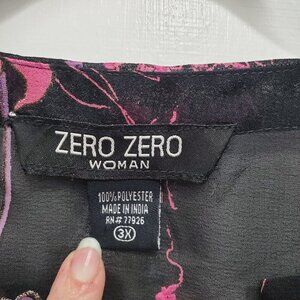 ZERO ZERO
WOMAN
100% POLYESTER
MADE IN INDIA
RN# 77926
3X